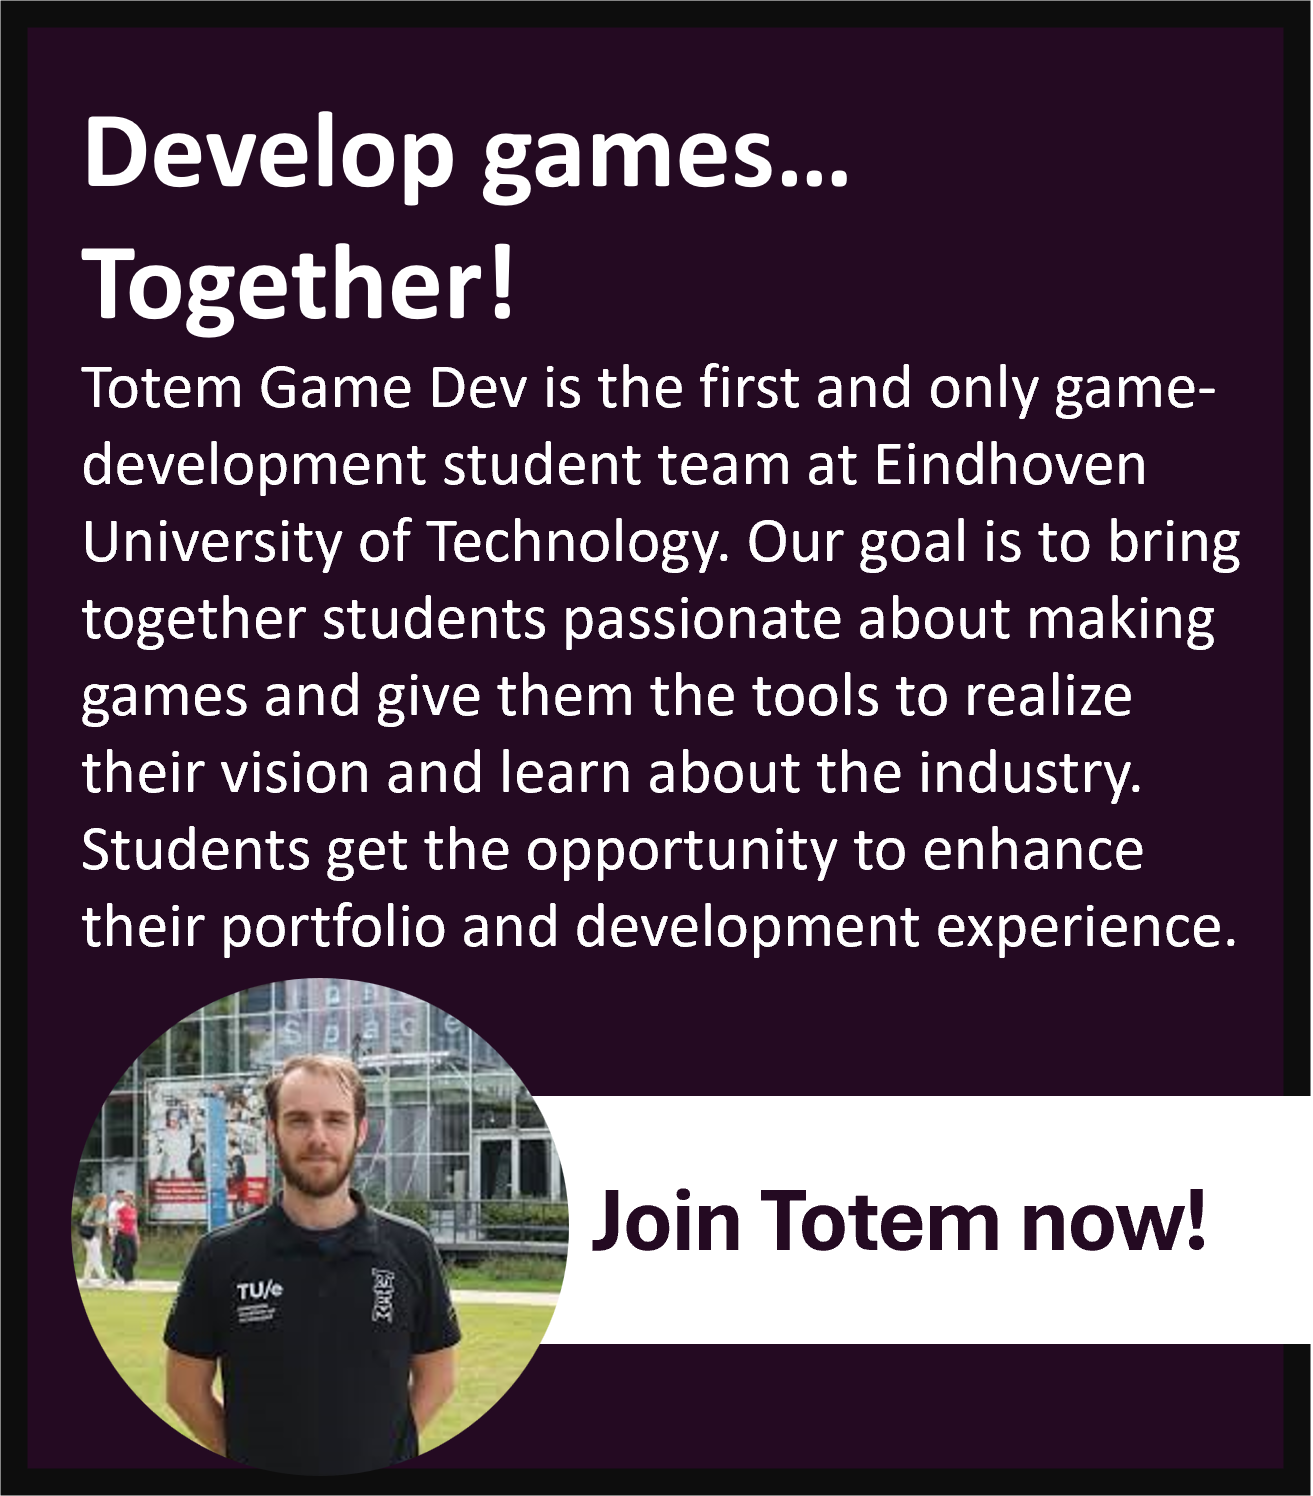 Develop games...
Together!
Totem Game Dev is the first and only game-
development student team at Eindhoven
University of Technology. Our goal is to bring
together students passionate about making
games and give them the tools to realize
their vision and learn about the industry.
Students get the opportunity to enhance
their portfolio and development experience.
Space
TU/e
Join Totem now!